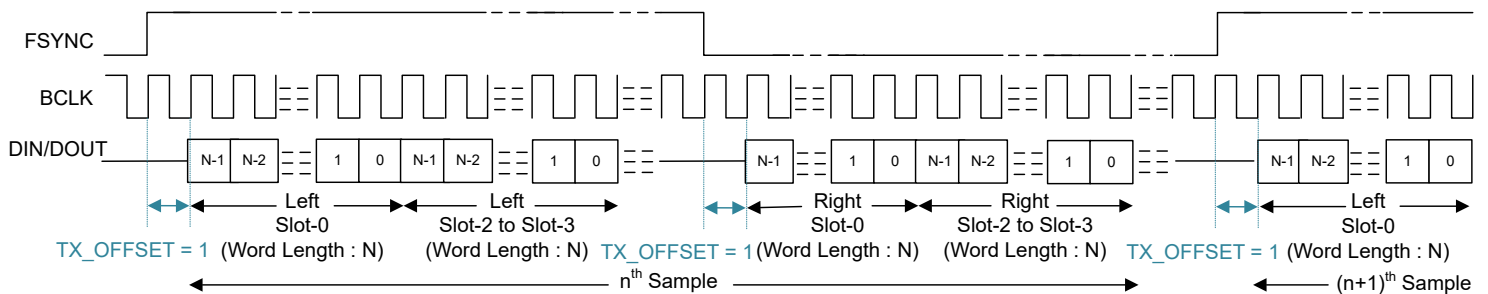 FSYNC
BCLK
DIN/DOUT
N-1 N-2 1 0 N-1 N-2 1 0 N-1 1 0 N-1 N-2 1 0 N-1 N-2 1 0
Left Left Right Right Left
Slot-0 Slot-2 to Slot-3 Slot-0 Slot-2 to Slot-3 Slot-0
TX_OFFSET = 1 (Word Length : N) (Word Length : N) TX_OFFSET = 1 (Word Length : N) (Word Length : N) TX_OFFSET = 1 (Word Length : N)
nth Sample (n+1)th Sample